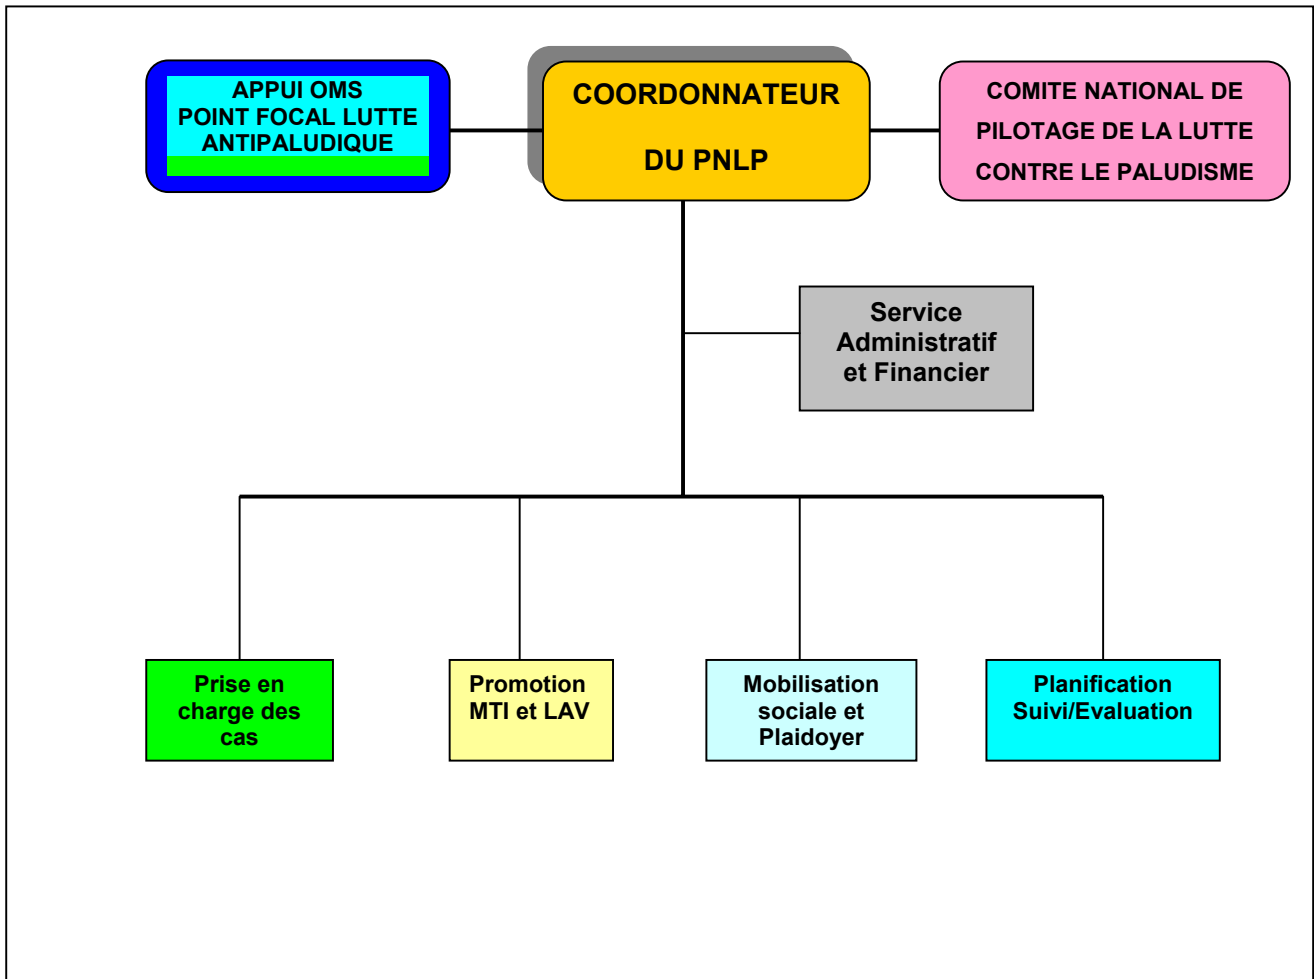 APPUI OMS
POINT FOCAL LUTTE
ANTIPALUDIQUE
COORDONNATEUR
DU PNLP
COMITE NATIONAL DE
PILOTAGE DE LA LUTTE
CONTRE LE PALUDISME
Service
Administratif
et Financier
Prise en
charge des
cas
Promotion
MTI et LAV
Mobilisation
sociale et
Plaidoyer
Planification
Suivi/Evaluation